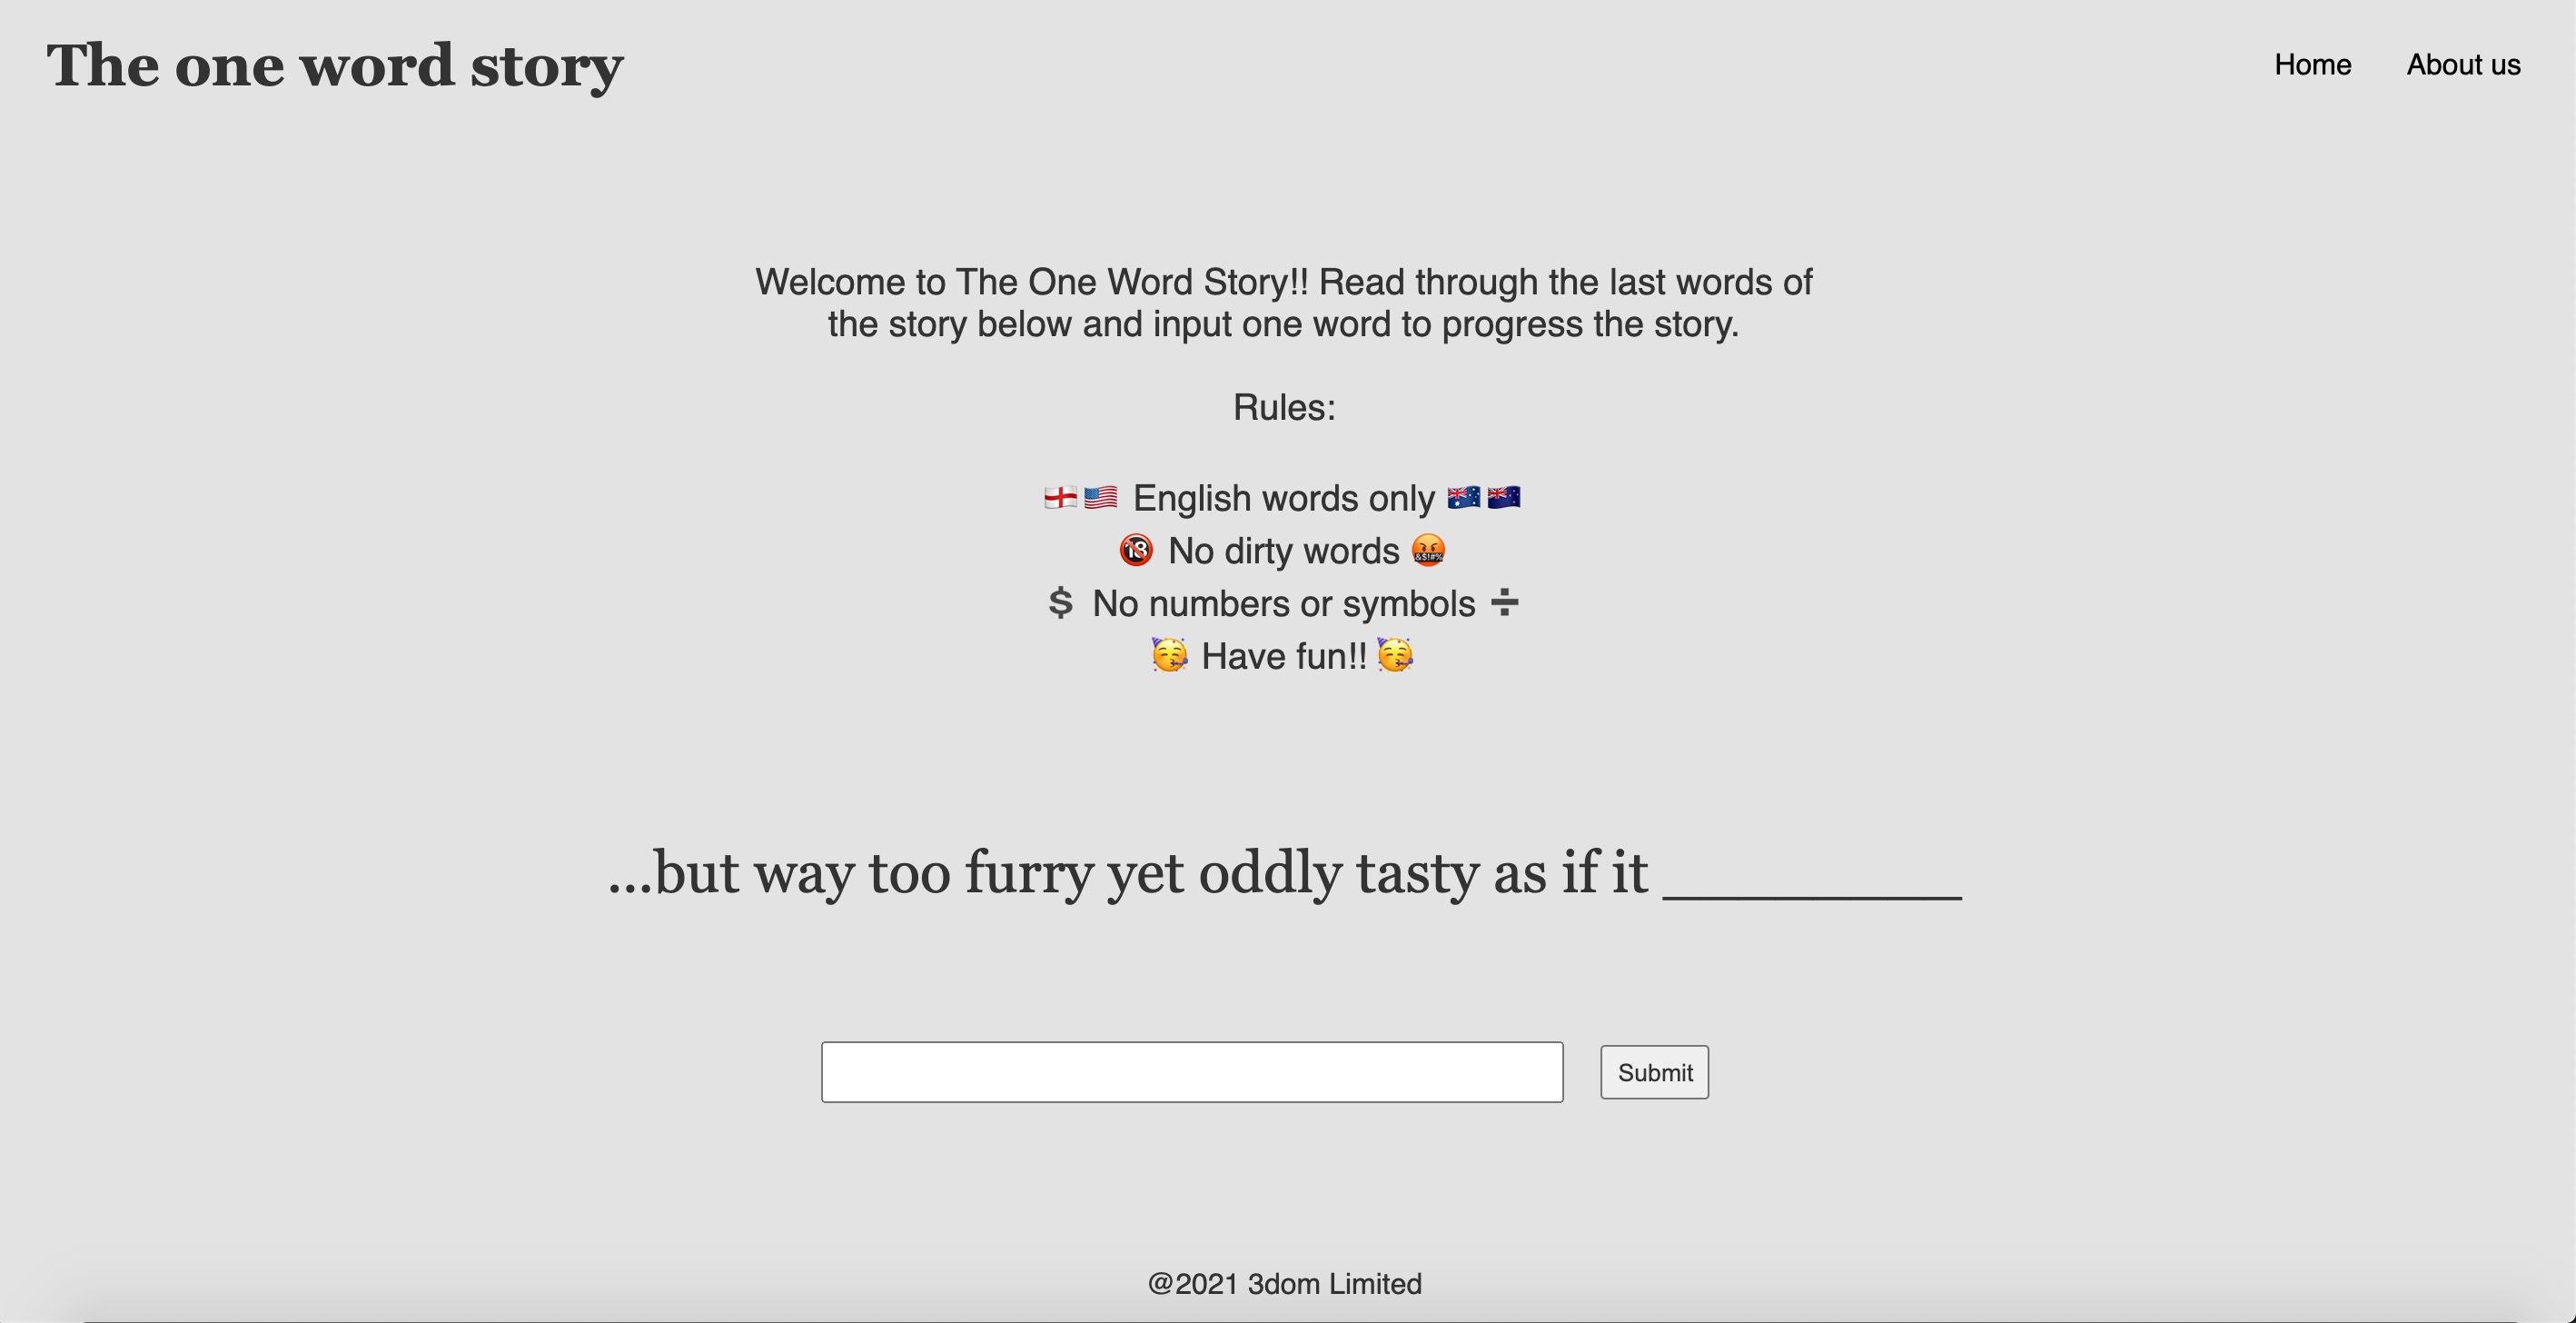 The one word story
Home
About us
Welcome to The One Word Story!! Read through the last words of
the story below and input one word to progress the story.
Rules:
🏴󠁧󠁢󠁥󠁮󠁧󠁿🇺🇸 English words only 🇦🇺🇳🇿
🔞 No dirty words 🤬
$ No numbers or symbols ➗
🥳 Have fun!! 🥳
...but way too furry yet oddly tasty as if it __________
Submit
@2021 3dom Limited